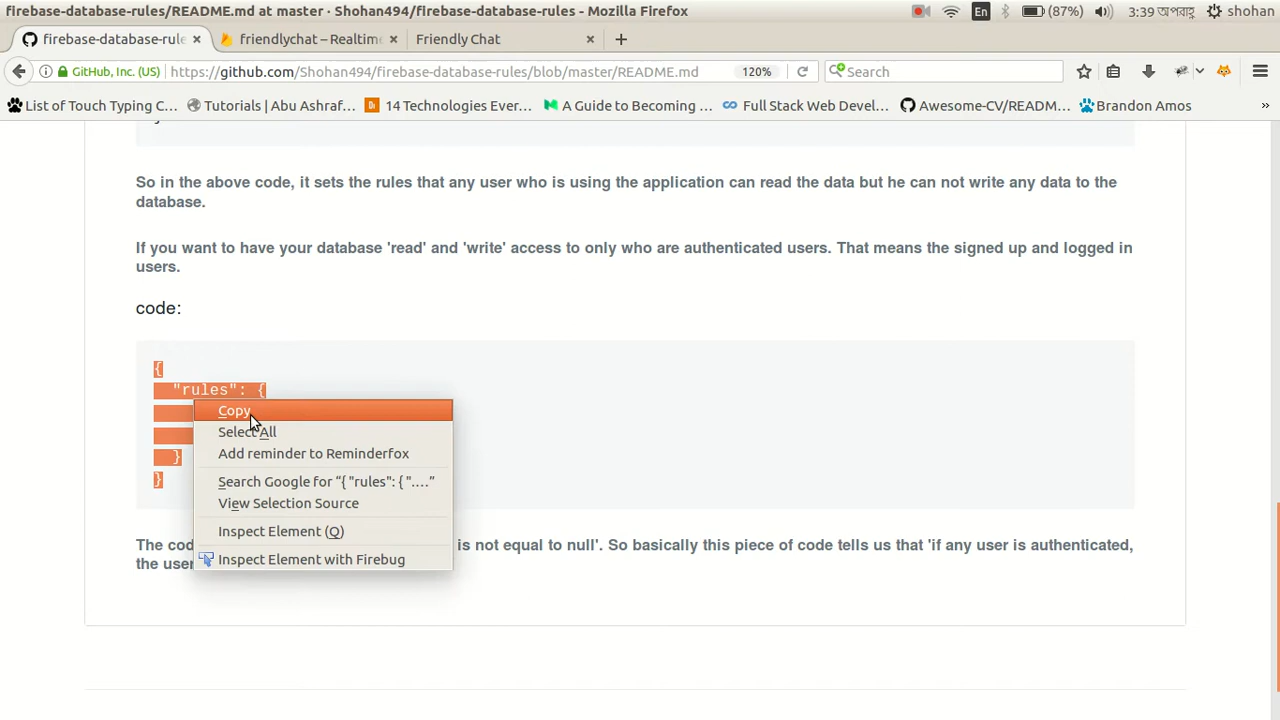 firebase-database-rules/README.md at master · Shohan494/firebase-database-rules - Mozilla Firefox
En (87%) 3:39 অপরাহ্ণ shohan
firebase-database-rule × friendlychat – Realtime × Friendly Chat × +
GitHub, Inc. (US) https://github.com/Shohan494/firebase-database-rules/blob/master/README.md 120% Search
List of Touch Typing C... Tutorials | Abu Ashraf... 14 Technologies Ever... A Guide to Becoming ... Full Stack Web Devel... Awesome-CV/READM... Brandon Amos »
So in the above code, it sets the rules that any user who is using the application can read the data but he can not write any data to the
database.
If you want to have your database 'read' and 'write' access to only who are authenticated users. That means the signed up and logged in
users.
code:
{
"rules": {
Copy
Select All
Add reminder to Reminderfox
}
Search Google for “{ "rules": { "....”
}
View Selection Source
Inspect Element (Q)
The cod is not equal to null'. So basically this piece of code tells us that 'if any user is authenticated,
the user
Inspect Element with Firebug